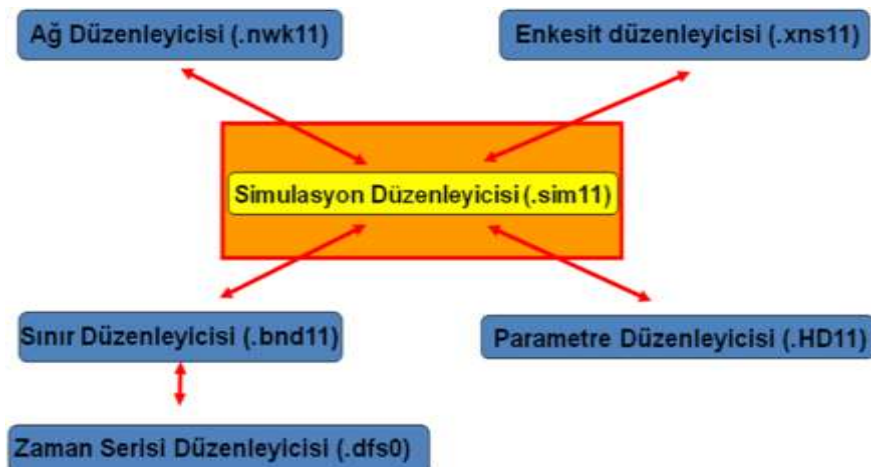 Ağ Düzenleyicisi (.nwk11)
Enkesit düzenleyicisi (.xns11)
Simulasyon Düzenleyicisi (.sim11)
Sınır Düzenleyicisi (.bnd11)
Parametre Düzenleyicisi (.HD11)
Zaman Serisi Düzenleyicisi (.dfs0)